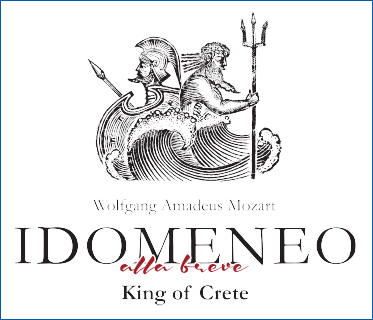 Wolfgang Amadeus Mozart
IDOMENEO
alla breve
King of Crete